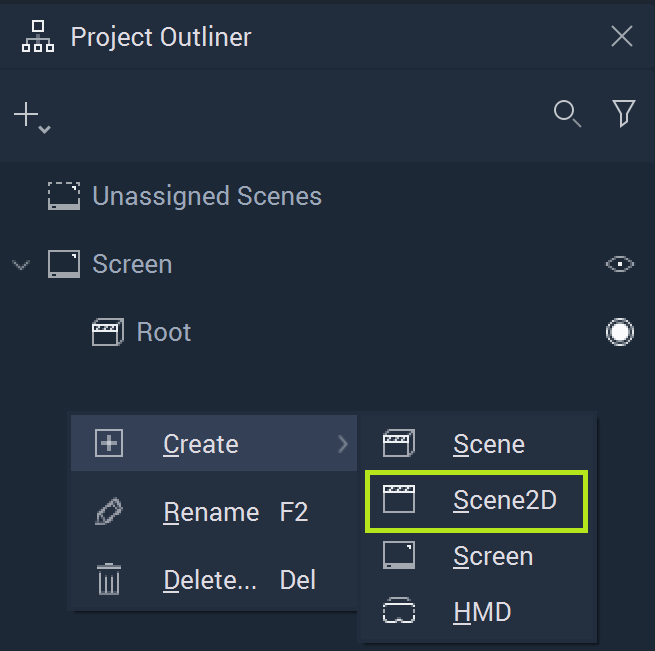 Project Outliner
Unassigned Scenes
Screen
Root
Create
Rename F2
Delete... Del
Scene
Scene2D
Screen
HMD